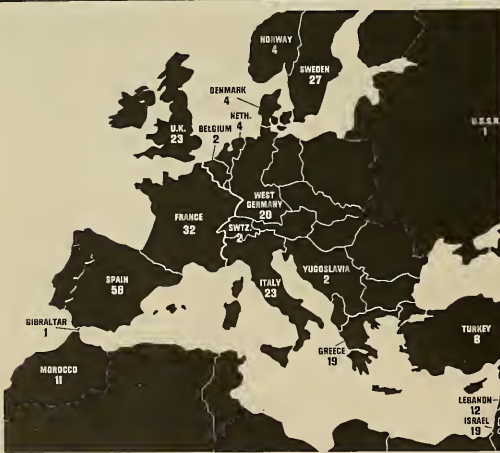 NORWAY
4
SWEDEN
27
DENMARK
4
NETH.
4
U.K.
23
BELGIUM
2
U.S.S.R.
1
WEST
GERMANY
20
FRANCE
32
SWTZ.
2
SPAIN
58
ITALY
23
YUGOSLAVIA
2
GIBRALTAR
1
TURKEY
8
GREECE
19
MOROCCO
11
LEBANON
12
ISRAEL
19